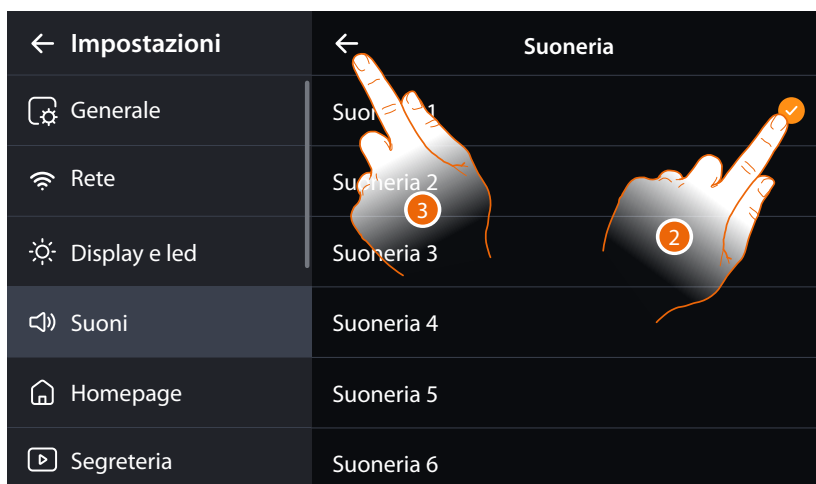 Impostazioni
Suoneria
Generale
Rete
Display e led
Suoni
Homepage
Segreteria
1
Suoneria 2
Suoneria 3
Suoneria 4
Suoneria 5
Suoneria 6
3
2